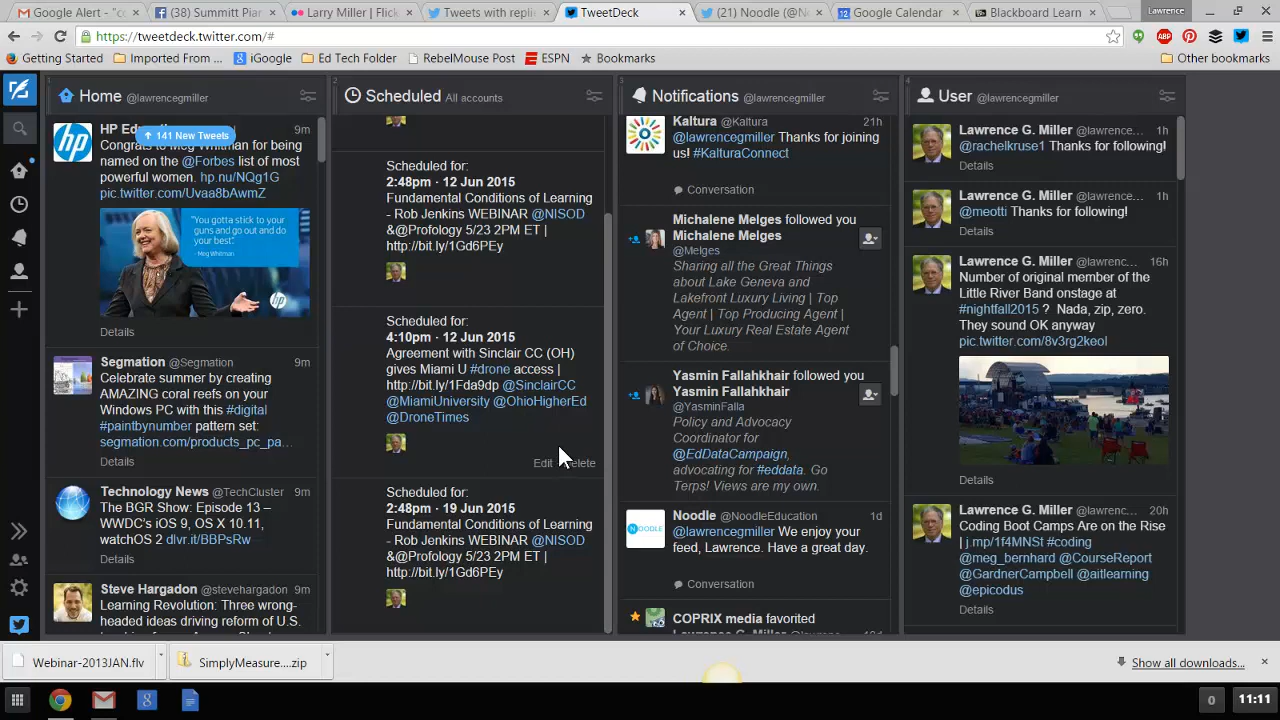 Gmail Alert - "co
(38) Summitt Pian
Larry Miller | Flick
Tweets with replie
TweetDeck
(21) Noodle (@No
12 Google Calendar
Blackboard Learn
Lawrence
https://tweetdeck.twitter.com/#
Getting Started
Imported From ...
iGoogle
Ed Tech Folder
RebelMouse Post
ESPN
Bookmarks
Other bookmarks
1
Home @lawrencegmiller
141 New Tweets
9m
Congrats to Meg Whitman for being
named on the @Forbes list of most
powerful women. hp.nu/NQg1G
pic.twitter.com/Uvaa8bAwmZ
"You gotta stick to your
guns and go out and do
your best".
- Meg Whitman
hp
Details
Segmation @Segmation 9m
Celebrate summer by creating
AMAZING coral reefs on your
Windows PC with this #digital
#paintbynumber pattern set:
segmation.com/products_pc_pa...
Details
Technology News @TechCluster 9m
The BGR Show: Episode 13 –
WWDC's iOS 9, OS X 10.11,
watchOS 2 dlvr.it/BBPsRw
Details
Steve Hargadon @stevehargadon 9m
Learning Revolution: Three wrong-
headed ideas driving reform of U.S.
2
Scheduled All accounts
Scheduled for:
2:48pm · 12 Jun 2015
Fundamental Conditions of Learning
- Rob Jenkins WEBINAR @NISOD
&@Profology 5/23 2PM ET |
http://bit.ly/1Gd6PEy
Scheduled for:
4:10pm · 12 Jun 2015
Agreement with Sinclair CC (OH)
gives Miami U #drone access |
http://bit.ly/1Fda9dp @SinclairCC
@MiamiUniversity @OhioHigherEd
@DroneTimes
Edit Delete
Scheduled for:
2:48pm · 19 Jun 2015
Fundamental Conditions of Learning
- Rob Jenkins WEBINAR @NISOD
&@Profology 5/23 2PM ET |
http://bit.ly/1Gd6PEy
3
Notifications @lawrencegmiller
Kaltura @Kaltura 21h
@lawrencegmiller Thanks for joining
us! #KalturaConnect
Conversation
Michalene Melges followed you
Michalene Melges
@Melges
Sharing all the Great Things
about Lake Geneva and
Lakefront Luxury Living | Top
Agent | Top Producing Agent |
Your Luxury Real Estate Agent
of Choice.
Yasmin Fallahkhair followed you
Yasmin Fallahkhair
@YasminFalla
Policy and Advocacy
Coordinator for
@EdDataCampaign,
advocating for #eddata. Go
Terps! Views are my own.
NOODLE
Noodle @NoodleEducation 1d
@lawrencegmiller We enjoy your
feed, Lawrence. Have a great day.
Conversation
COPRIX media favorited
4
User @lawrencegmiller
Lawrence G. Miller @lawrence... 1h
@rachelkruse1 Thanks for following!
Details
Lawrence G. Miller @lawrence... 1h
@meotti Thanks for following!
Details
Lawrence G. Miller @lawrenc... 16h
Number of original member of the
Little River Band onstage at
#nightfall2015 ? Nada, zip, zero.
They sound OK anyway
pic.twitter.com/8v3rg2keol
Details
Lawrence G. Miller @lawrenc... 20h
Coding Boot Camps Are on the Rise
| j.mp/1f4MNSt #coding
@meg_bernhard @CourseReport
@GardnerCampbell @aitlearning
@epicodus
Details
Webinar-2013JAN.flv
SimplyMeasure....zip
Show all downloads...
0
11:11